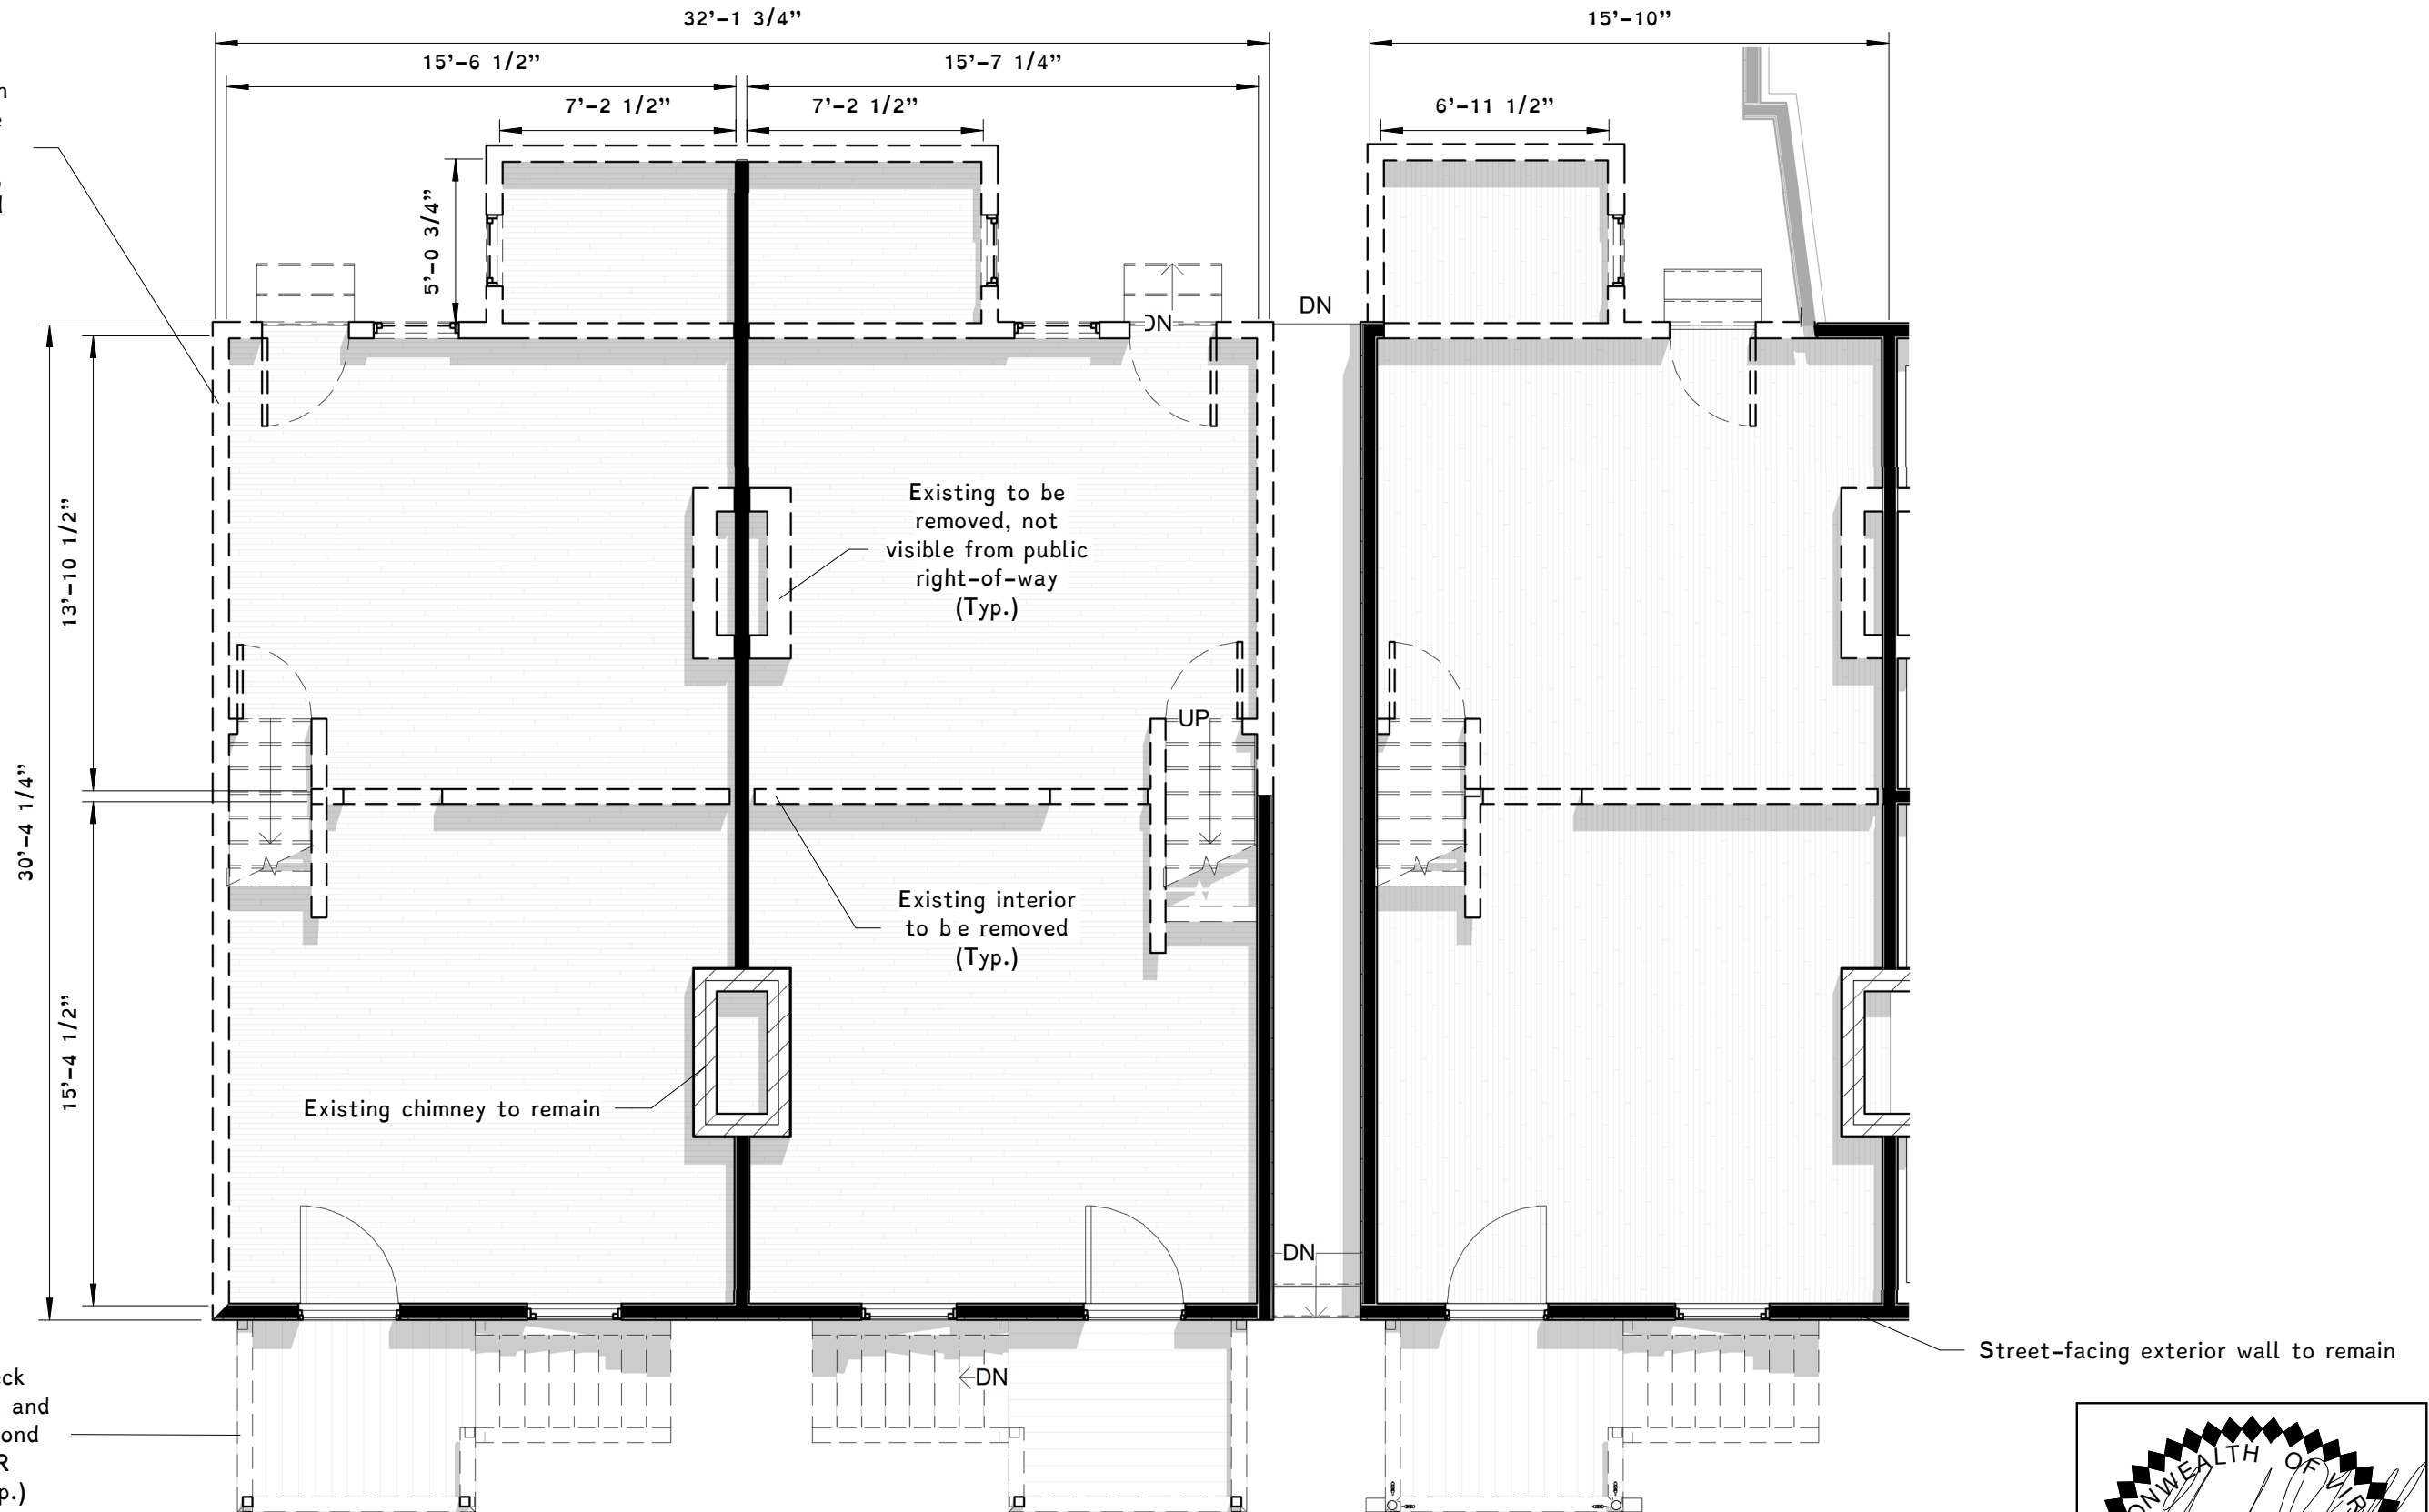 32’-1 3/4”
15’-10”
15’-6 1/2”
15’-7 1/4”
7’-2 1/2”
7’-2 1/2”
6’-11 1/2”
5’-0 3/4”
DN
DN
13’-10 1/2”
30’-4 1/4”
15’-4 1/2”
Existing to be
removed, not
visible from public
right-of-way
(Typ.)
UP
Existing interior
to be removed
(Typ.)
Existing chimney to remain
DN
DN
Street-facing exterior wall to remain
and
OF